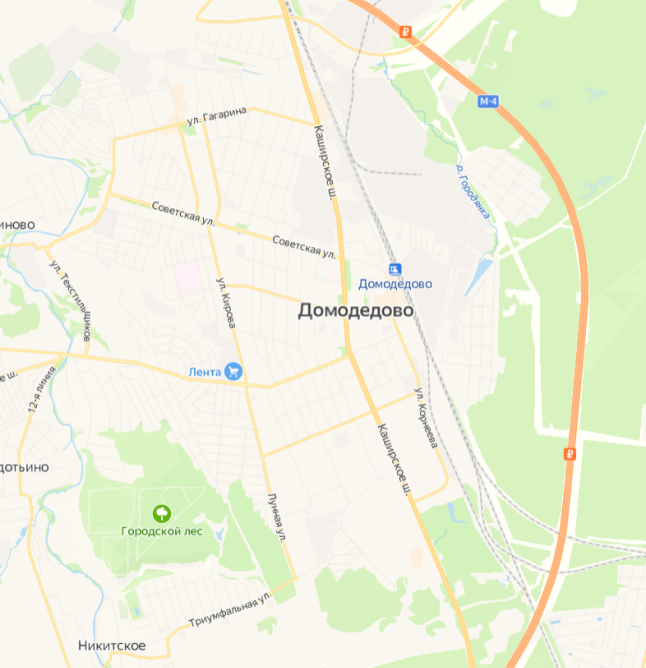 ₽
М-4
ул. Гагарина
Каширское ш.
р. Городянка
Советская ул.
иново
Советская ул.
ул. Текстильщиков
Домодедово
ул. Кирова
Домодедово
Лента
е ш.
12-я линия
ул. Корнеева
Каширское ш.
₽
дотьино
Лунная ул.
Городской лес
Триумфальная ул.
Никитское